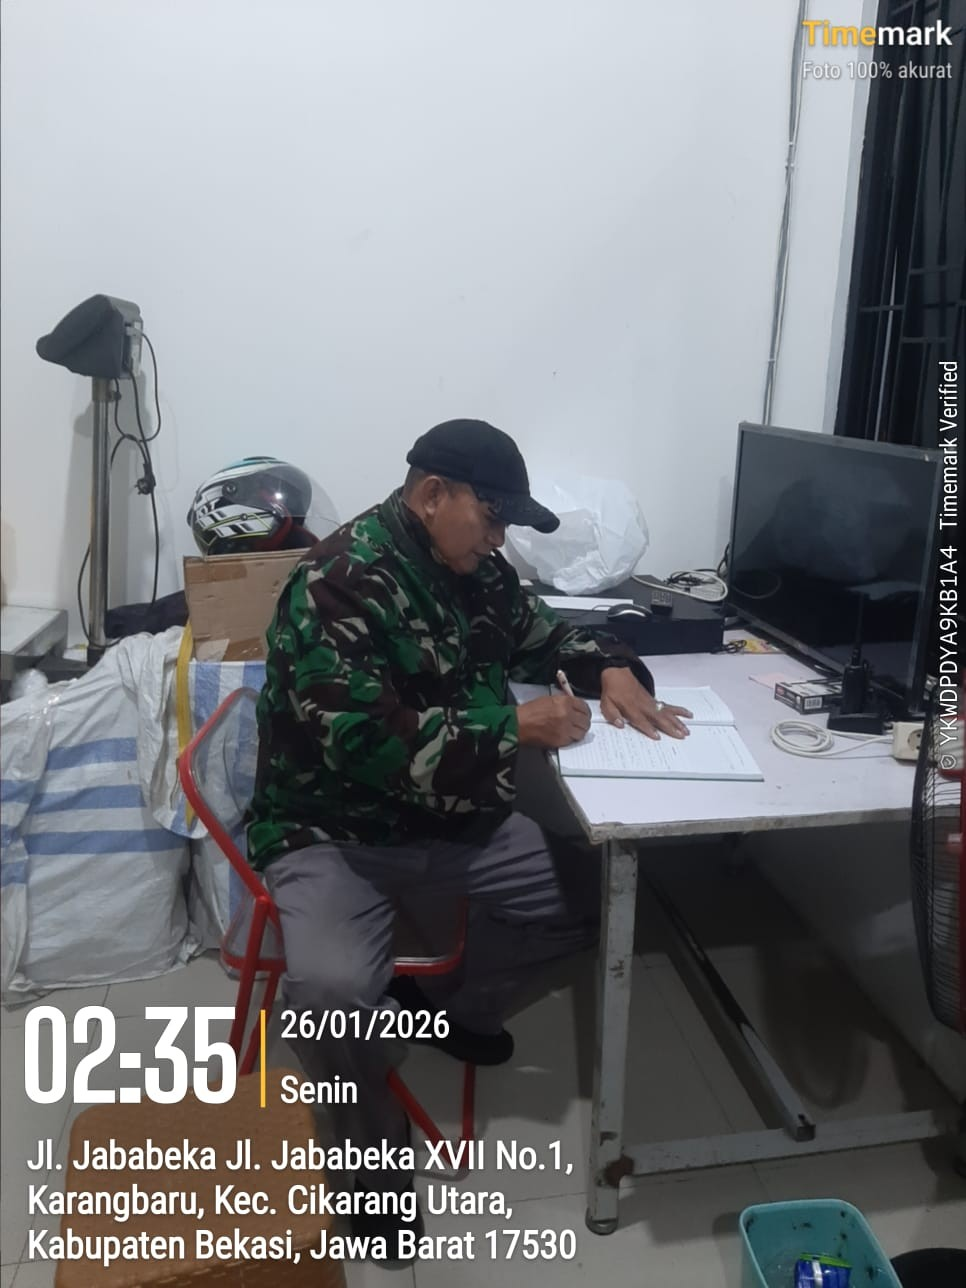 Timemark
Foto 100% akurat
© YKWDPDYA9KB1A4 Timemark Verified
02:35
26/01/2026
Senin
Jl. Jababeka Jl. Jababeka XVII No.1,
Karangbaru, Kec. Cikarang Utara,
Kabupaten Bekasi, Jawa Barat 17530